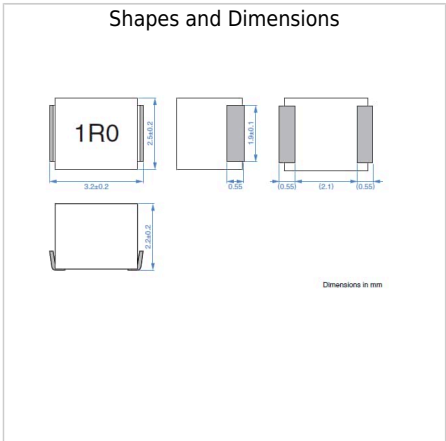 Shapes and Dimensions
1R0
2.5±0.2
1.9±0.1
3.2±0.2
0.55
(0.55)
(2.1)
(0.55)
2.2±0.2
Dimensions in mm